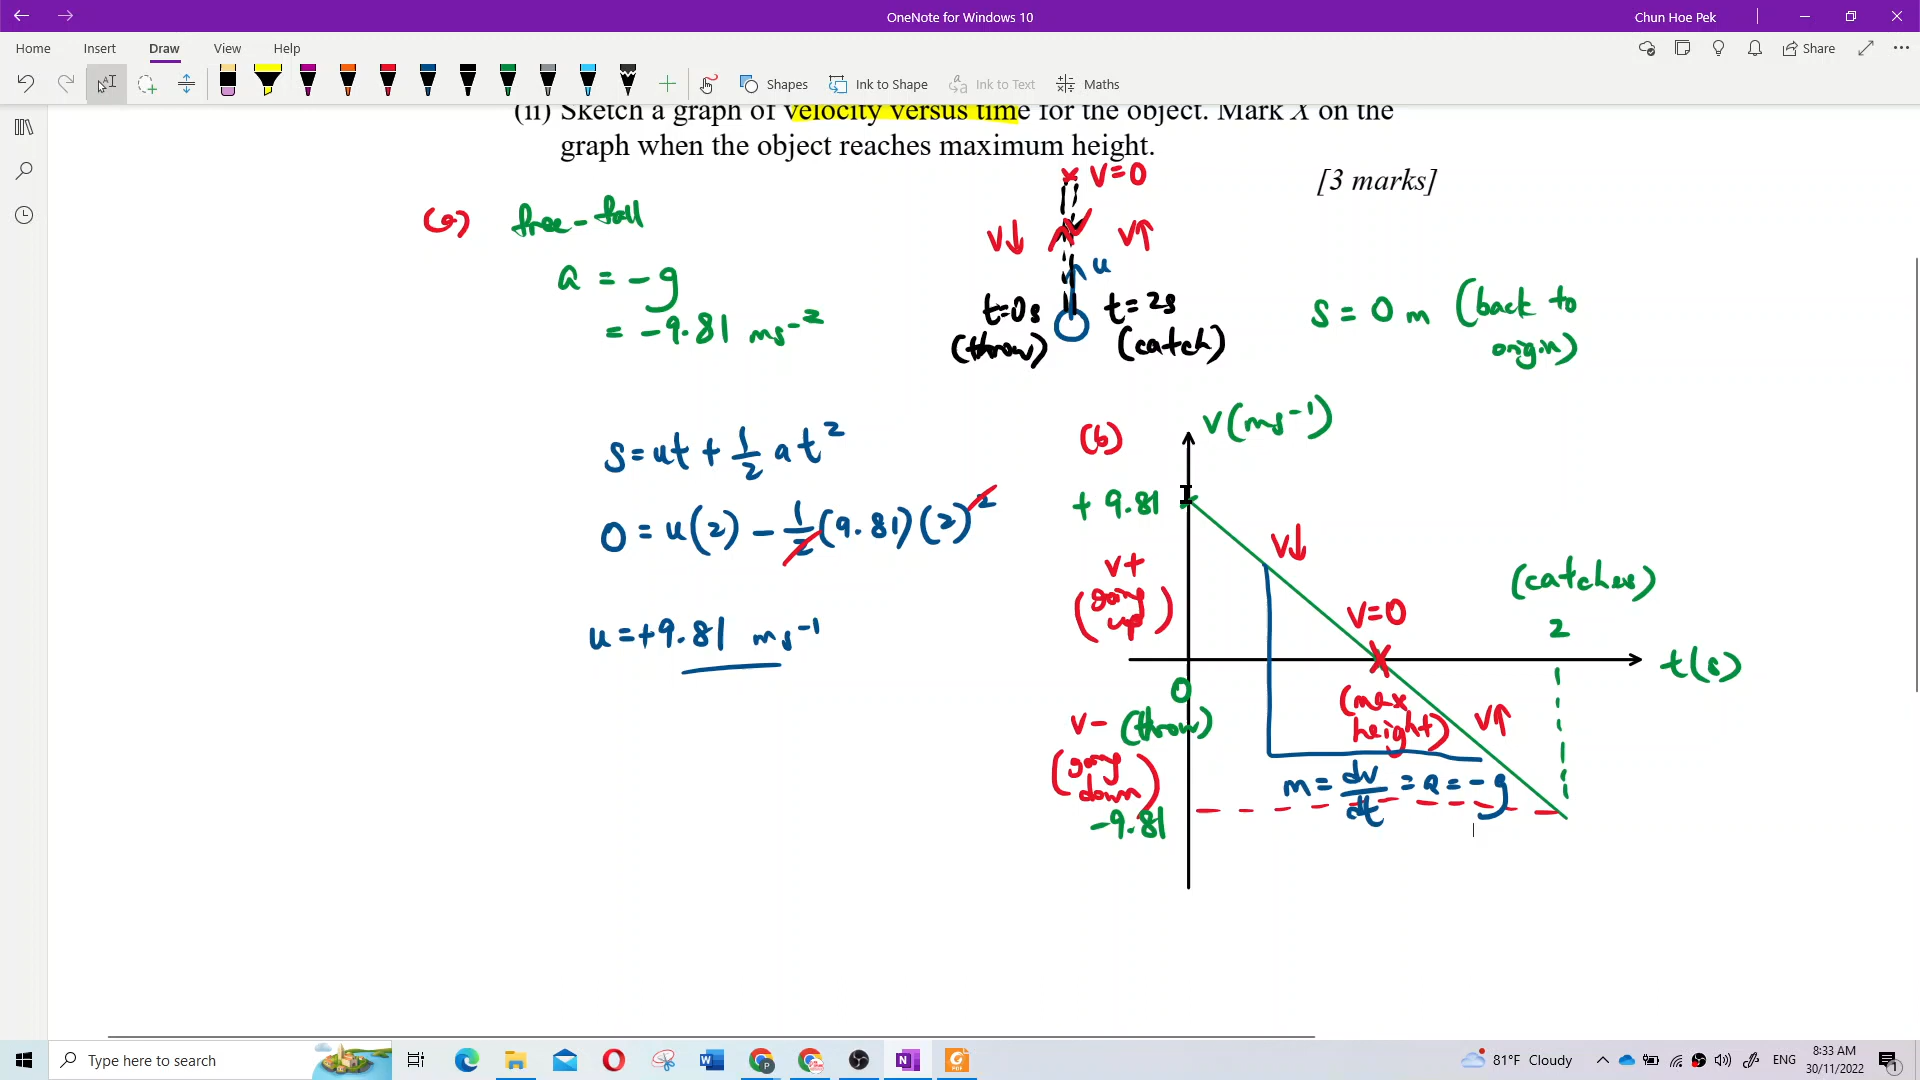 OneNote for Windows 10
Chun Hoe Pek
Home Insert Draw View Help
Share
Shapes Ink to Shape Ink to Text Maths
(ii) Sketch a graph of velocity versus time for the object. Mark X on the
graph when the object reaches maximum height.
[3 marks]
(a) free-fall
a = -g
= -9.81 ms⁻²
x v=0
v↓ v↑
u
t=0s t=2s
(throw) (catch)
s = 0 m (back to
origin)
s=ut + 1/2 at²
0 = u(2) - 1/2(9.81)(2)²
u=+9.81 ms⁻¹
(b) v(ms⁻¹)
+ 9.81
v↓
v+
(going
up)
v=0
(catches)
2
X
t(s)
0
(throw)
(max
height)
v↑
v-
(going
down)
m = dv/dt = a = -g
-9.81
Type here to search
81°F Cloudy
ENG
8:33 AM
30/11/2022
1